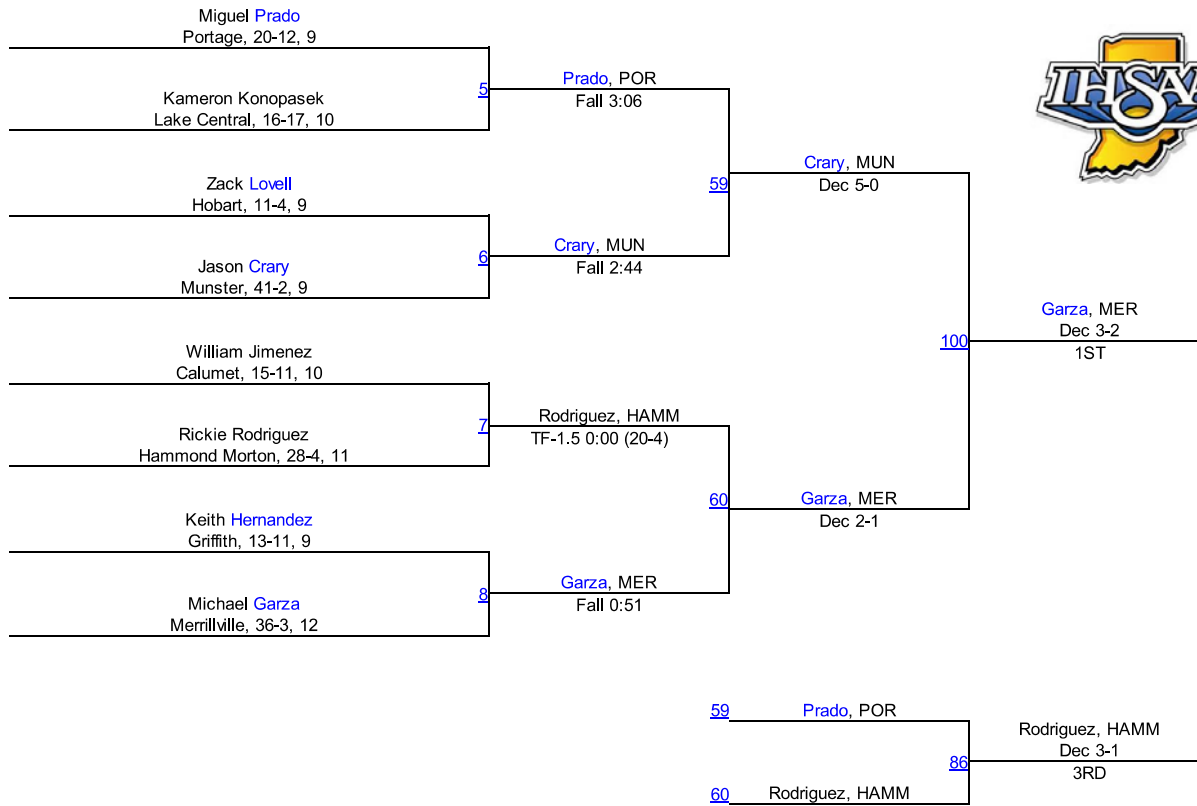 Miguel Prado
Portage, 20-12, 9
Kameron Konopasek
Lake Central, 16-17, 10
5
Prado, POR
Fall 3:06
Zack Lovell
Hobart, 11-4, 9
Jason Crary
Munster, 41-2, 9
6
Crary, MUN
Fall 2:44
59
Crary, MUN
Dec 5-0
William Jimenez
Calumet, 15-11, 10
Rickie Rodriguez
Hammond Morton, 28-4, 11
7
Rodriguez, HAMM
TF-1.5 0:00 (20-4)
Keith Hernandez
Griffith, 13-11, 9
Michael Garza
Merrillville, 36-3, 12
8
Garza, MER
Fall 0:51
60
Garza, MER
Dec 2-1
100
Garza, MER
Dec 3-2
1ST
59
Prado, POR
60
Rodriguez, HAMM
86
Rodriguez, HAMM
Dec 3-1
3RD
IHSAA